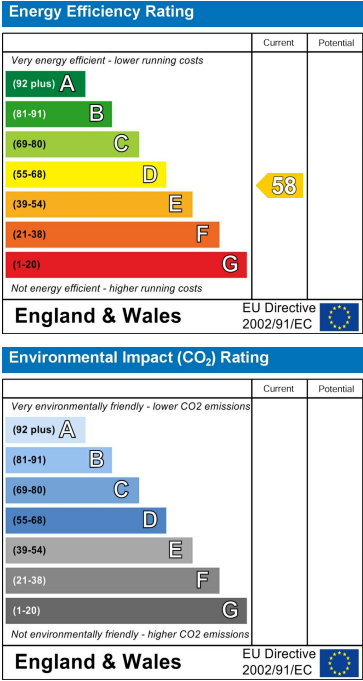 Energy Efficiency Rating
Current Potential
Very energy efficient - lower running costs
(92 plus) A
(81-91) B
(69-80) C
(55-68) D
58
(39-54) E
(21-38) F
(1-20) G
Not energy efficient - higher running costs
England & Wales
EU Directive
2002/91/EC
Environmental Impact (CO₂) Rating
Current Potential
Very environmentally friendly - lower CO2 emissions
(92 plus) A
(81-91) B
(69-80) C
(55-68) D
(39-54) E
(21-38) F
(1-20) G
Not environmentally friendly - higher CO2 emissions
England & Wales
EU Directive
2002/91/EC